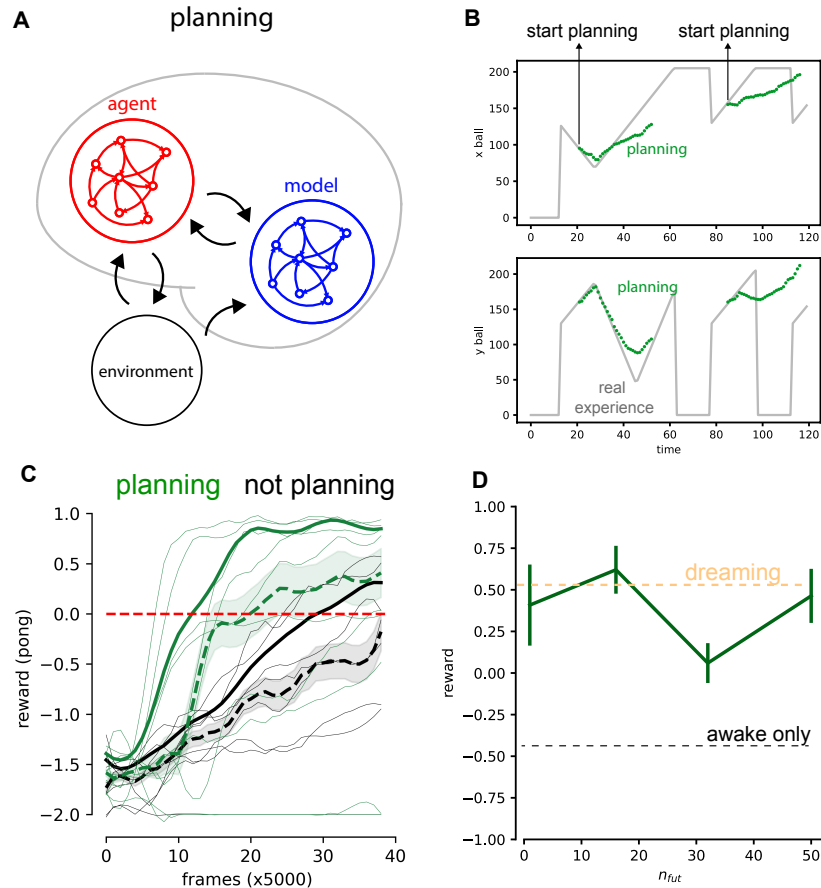 A
planning
agent
model
environment
B
start planning
start planning
200
150
100
50
0
x ball
planning
0
20
40
60
80
100
120
200
150
100
50
0
y ball
planning
real
experience
0
20
40
60
80
100
120
time
C
planning
not planning
1.0
0.5
0.0
−0.5
−1.0
−1.5
−2.0
reward (pong)
0
10
20
30
40
frames (x5000)
D
1.00
0.75
0.50
0.25
0.00
−0.25
−0.50
−0.75
−1.00
reward
dreaming
awake only
0
10
20
30
40
50
n_fut